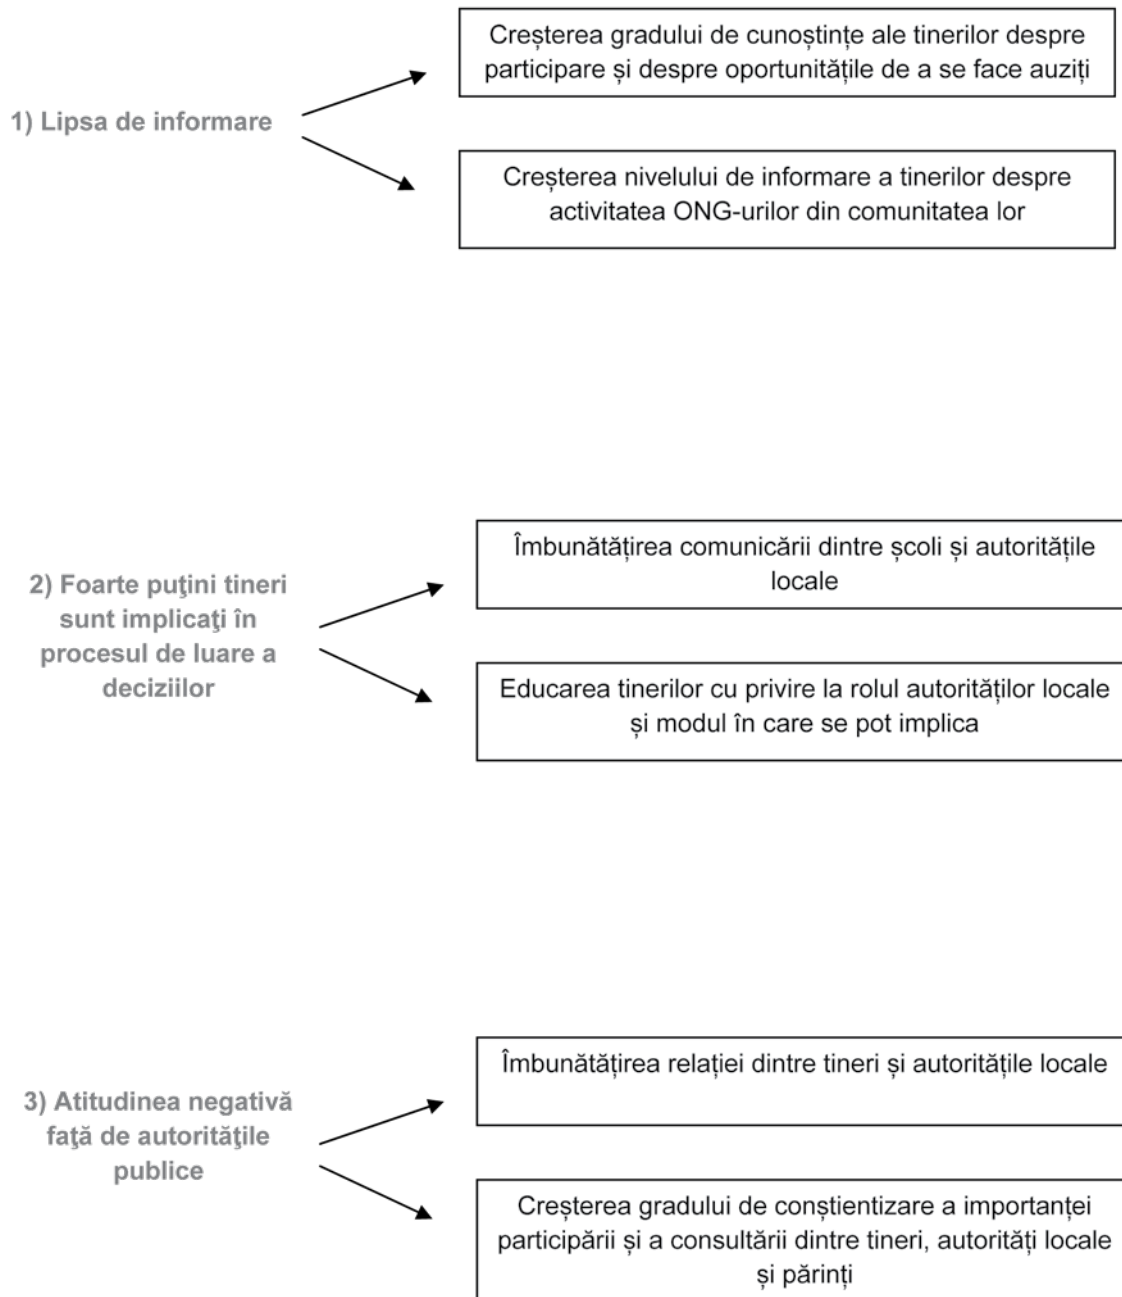 1) Lipsa de informare
Creșterea gradului de cunoștințe ale tinerilor despre
participare și despre oportunitățile de a se face auziți
Creșterea nivelului de informare a tinerilor despre
activitatea ONG-urilor din comunitatea lor
2) Foarte puţini tineri
sunt implicaţi în
procesul de luare a
deciziilor
Îmbunătățirea comunicării dintre școli și autoritățile
locale
Educarea tinerilor cu privire la rolul autorităților locale
și modul în care se pot implica
3) Atitudinea negativă
faţă de autorităţile
publice
Îmbunătățirea relației dintre tineri și autoritățile locale
Creșterea gradului de conștientizare a importanței
participării și a consultării dintre tineri, autorități locale
și părinți